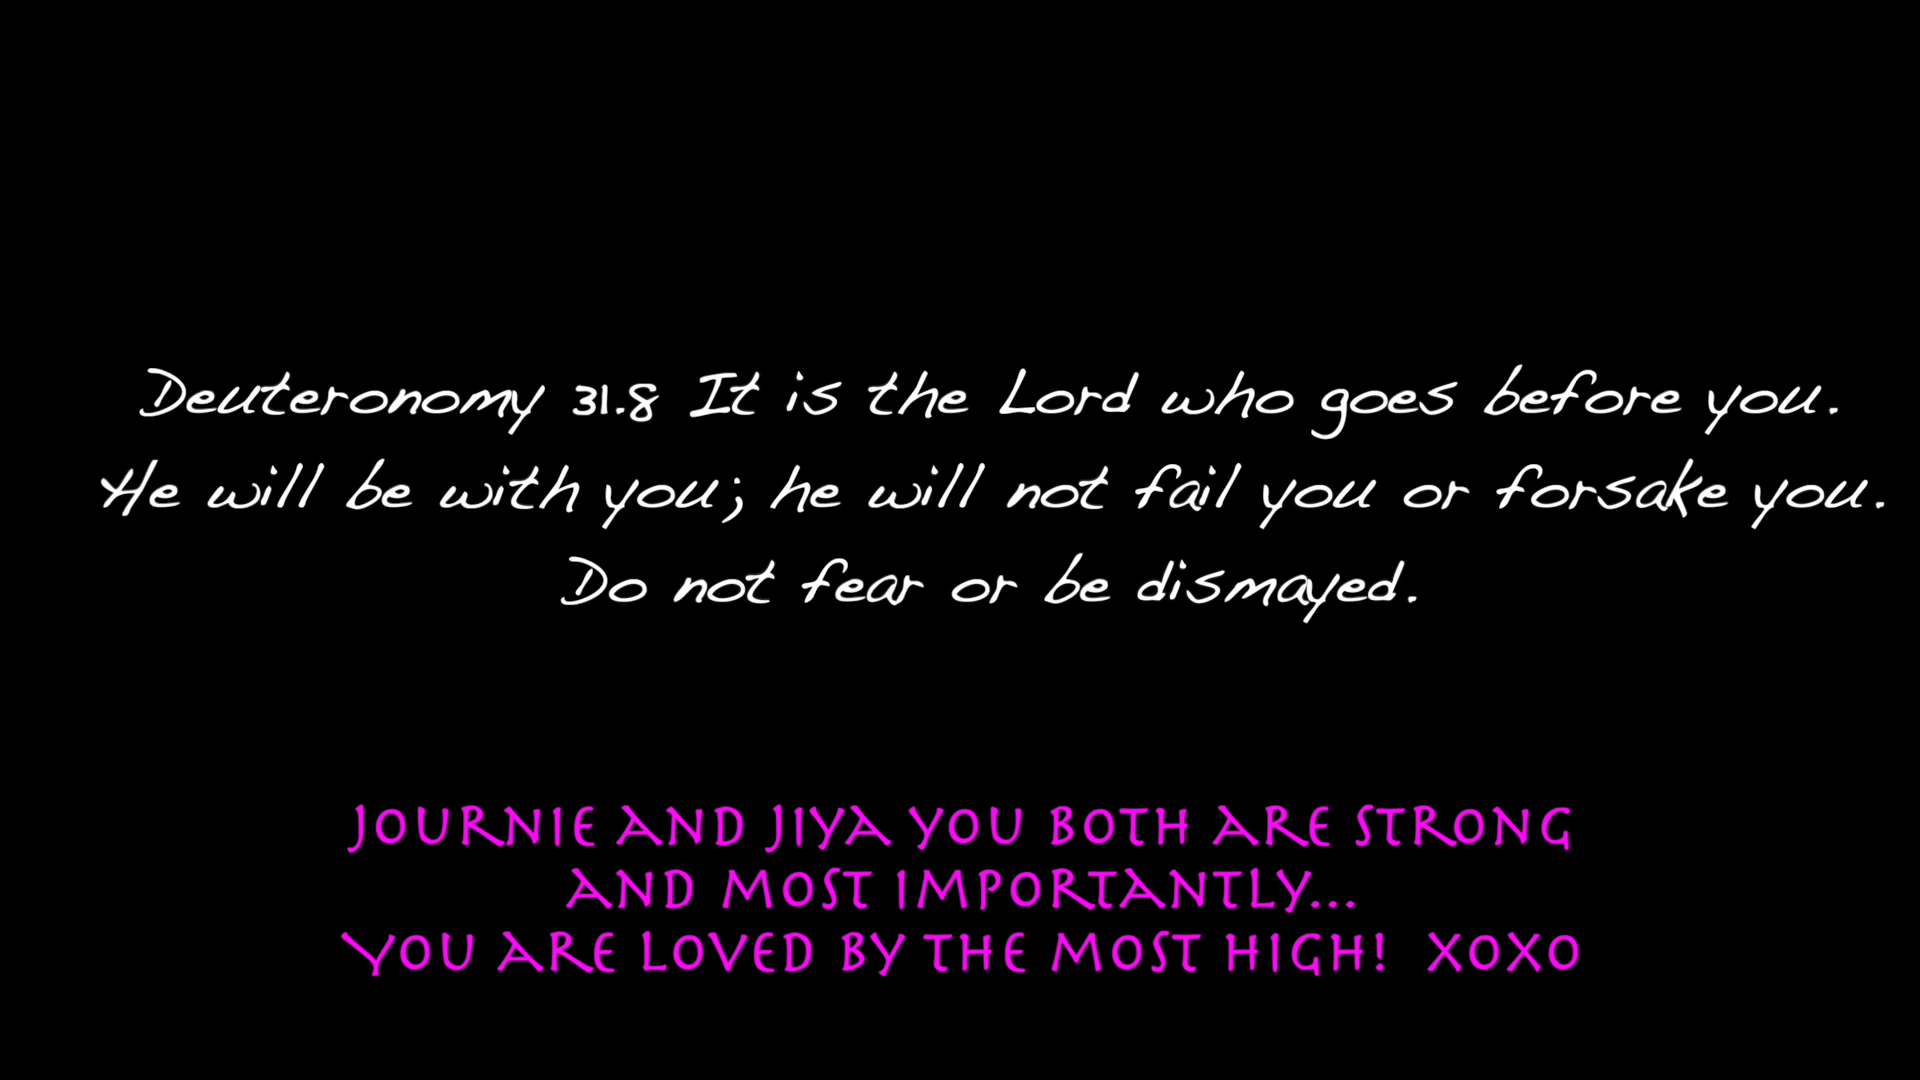 Deuteronomy 31.8 It is the Lord who goes before you.
He will be with you; he will not fail you or forsake you.
Do not fear or be dismayed.
Journie and Jiya you both are strong
and most importantly...
You are loved by the most high! xoxo